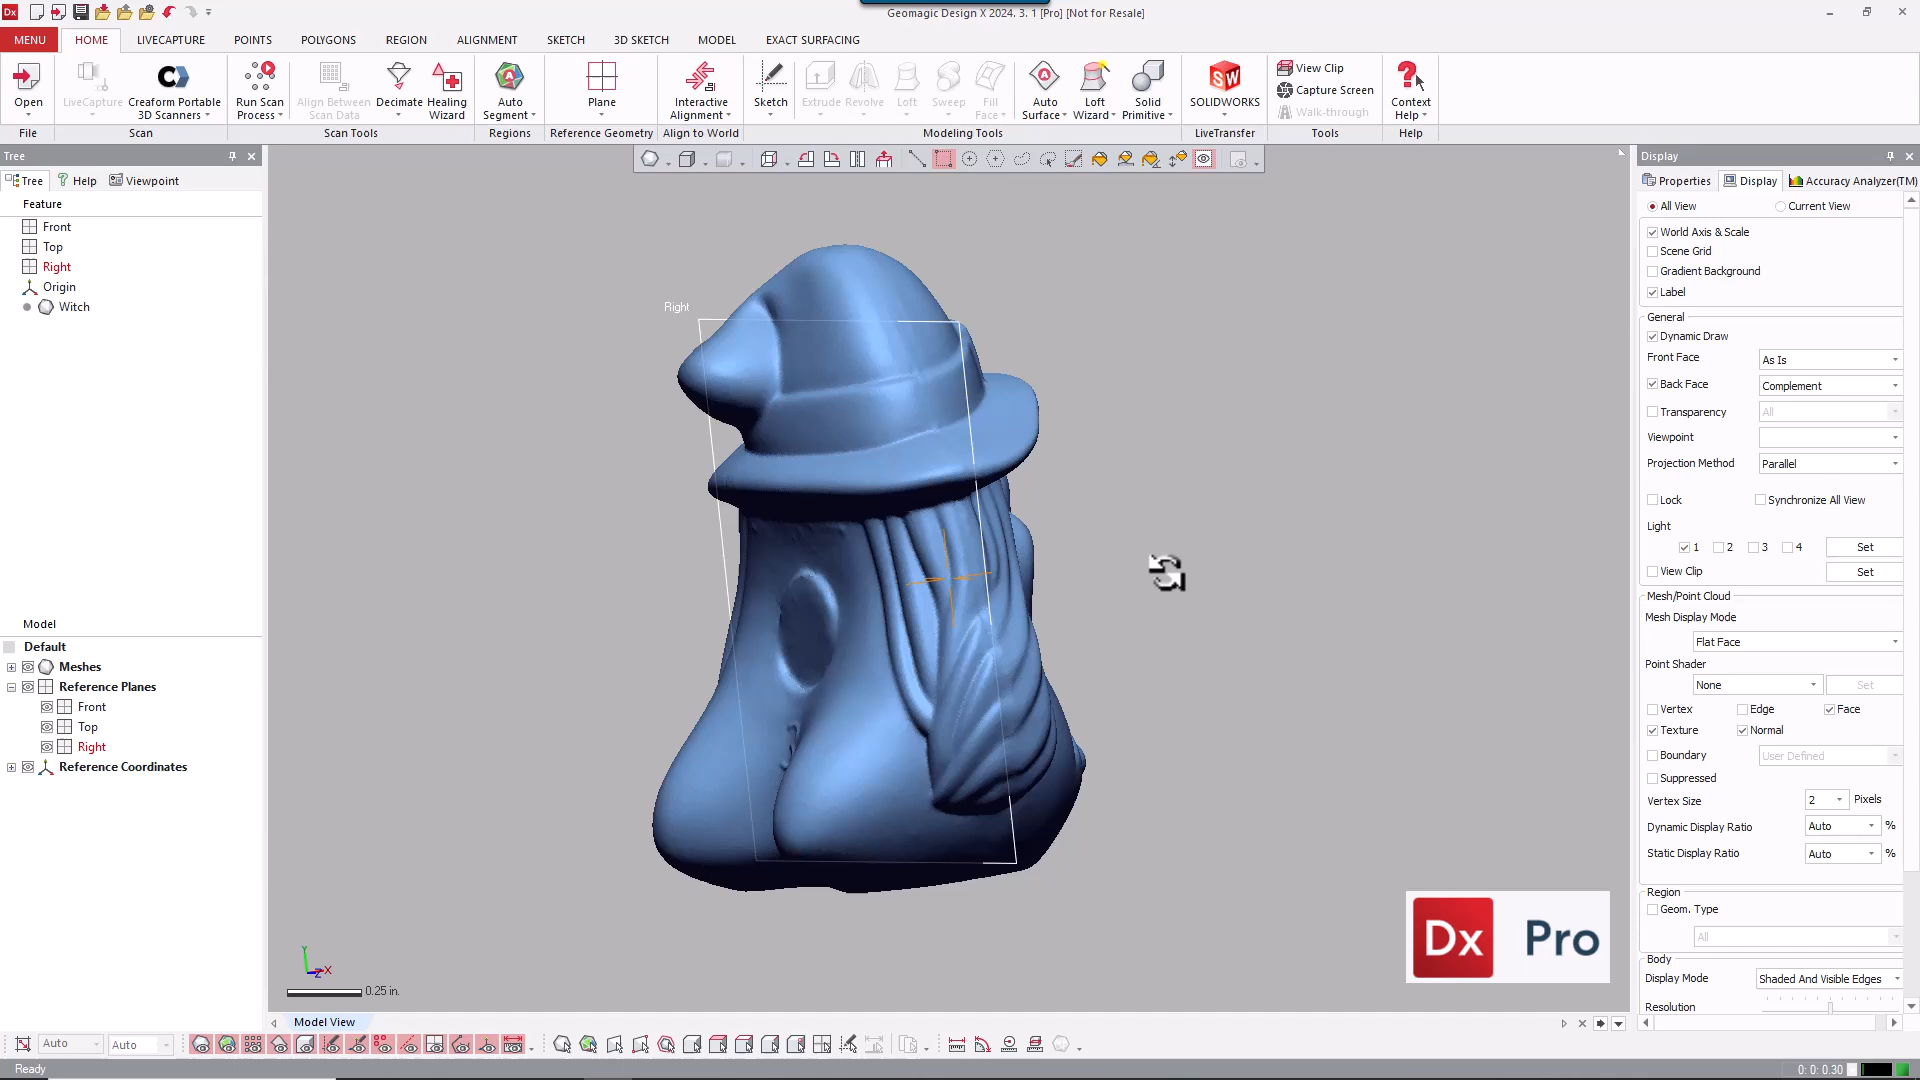 Dx
Geomagic Design X 2024. 3. 1 [Pro] [Not for Resale]
MENU HOME LIVECAPTURE POINTS POLYGONS REGION ALIGNMENT SKETCH 3D SKETCH MODEL EXACT SURFACING
Open
LiveCapture
Creaform Portable
3D Scanners
Run Scan
Process
Align Between
Scan Data
Decimate
Healing
Wizard
Auto
Segment
Plane
Interactive
Alignment
Sketch
Extrude
Revolve
Loft
Sweep
Fill
Face
Auto
Surface
Loft
Wizard
Solid
Primitive
SOLIDWORKS
View Clip
Capture Screen
Walk-through
Context
Help
File Scan Scan Tools Regions Reference Geometry Align to World Modeling Tools LiveTransfer Tools Help
Tree
Tree Help Viewpoint
Feature
Front
Top
Right
Origin
Witch
Model
Default
Meshes
Reference Planes
Front
Top
Right
Reference Coordinates
Right
Y
Z X
0.25 in.
Dx Pro
Model View
Display
Properties Display Accuracy Analyzer(TM)
All View Current View
World Axis & Scale
Scene Grid
Gradient Background
Label
General
Dynamic Draw
Front Face As Is
Back Face Complement
Transparency All
Viewpoint
Projection Method Parallel
Lock Synchronize All View
Light
1 2 3 4 Set
View Clip Set
Mesh/Point Cloud
Mesh Display Mode
Flat Face
Point Shader
None Set
Vertex Edge Face
Texture Normal
Boundary User Defined
Suppressed
Vertex Size 2 Pixels
Dynamic Display Ratio Auto %
Static Display Ratio Auto %
Region
Geom. Type
All
Body
Display Mode Shaded And Visible Edges
Resolution
Auto Auto
Ready
0: 0: 0.30